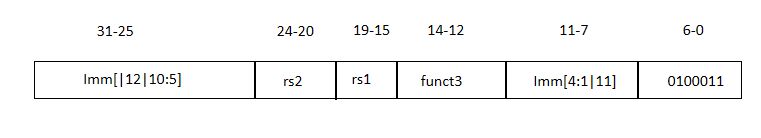 31-25 24-20 19-15 14-12 11-7 6-0
Imm[|12|10:5] rs2 rs1 funct3 Imm[4:1|11] 0100011